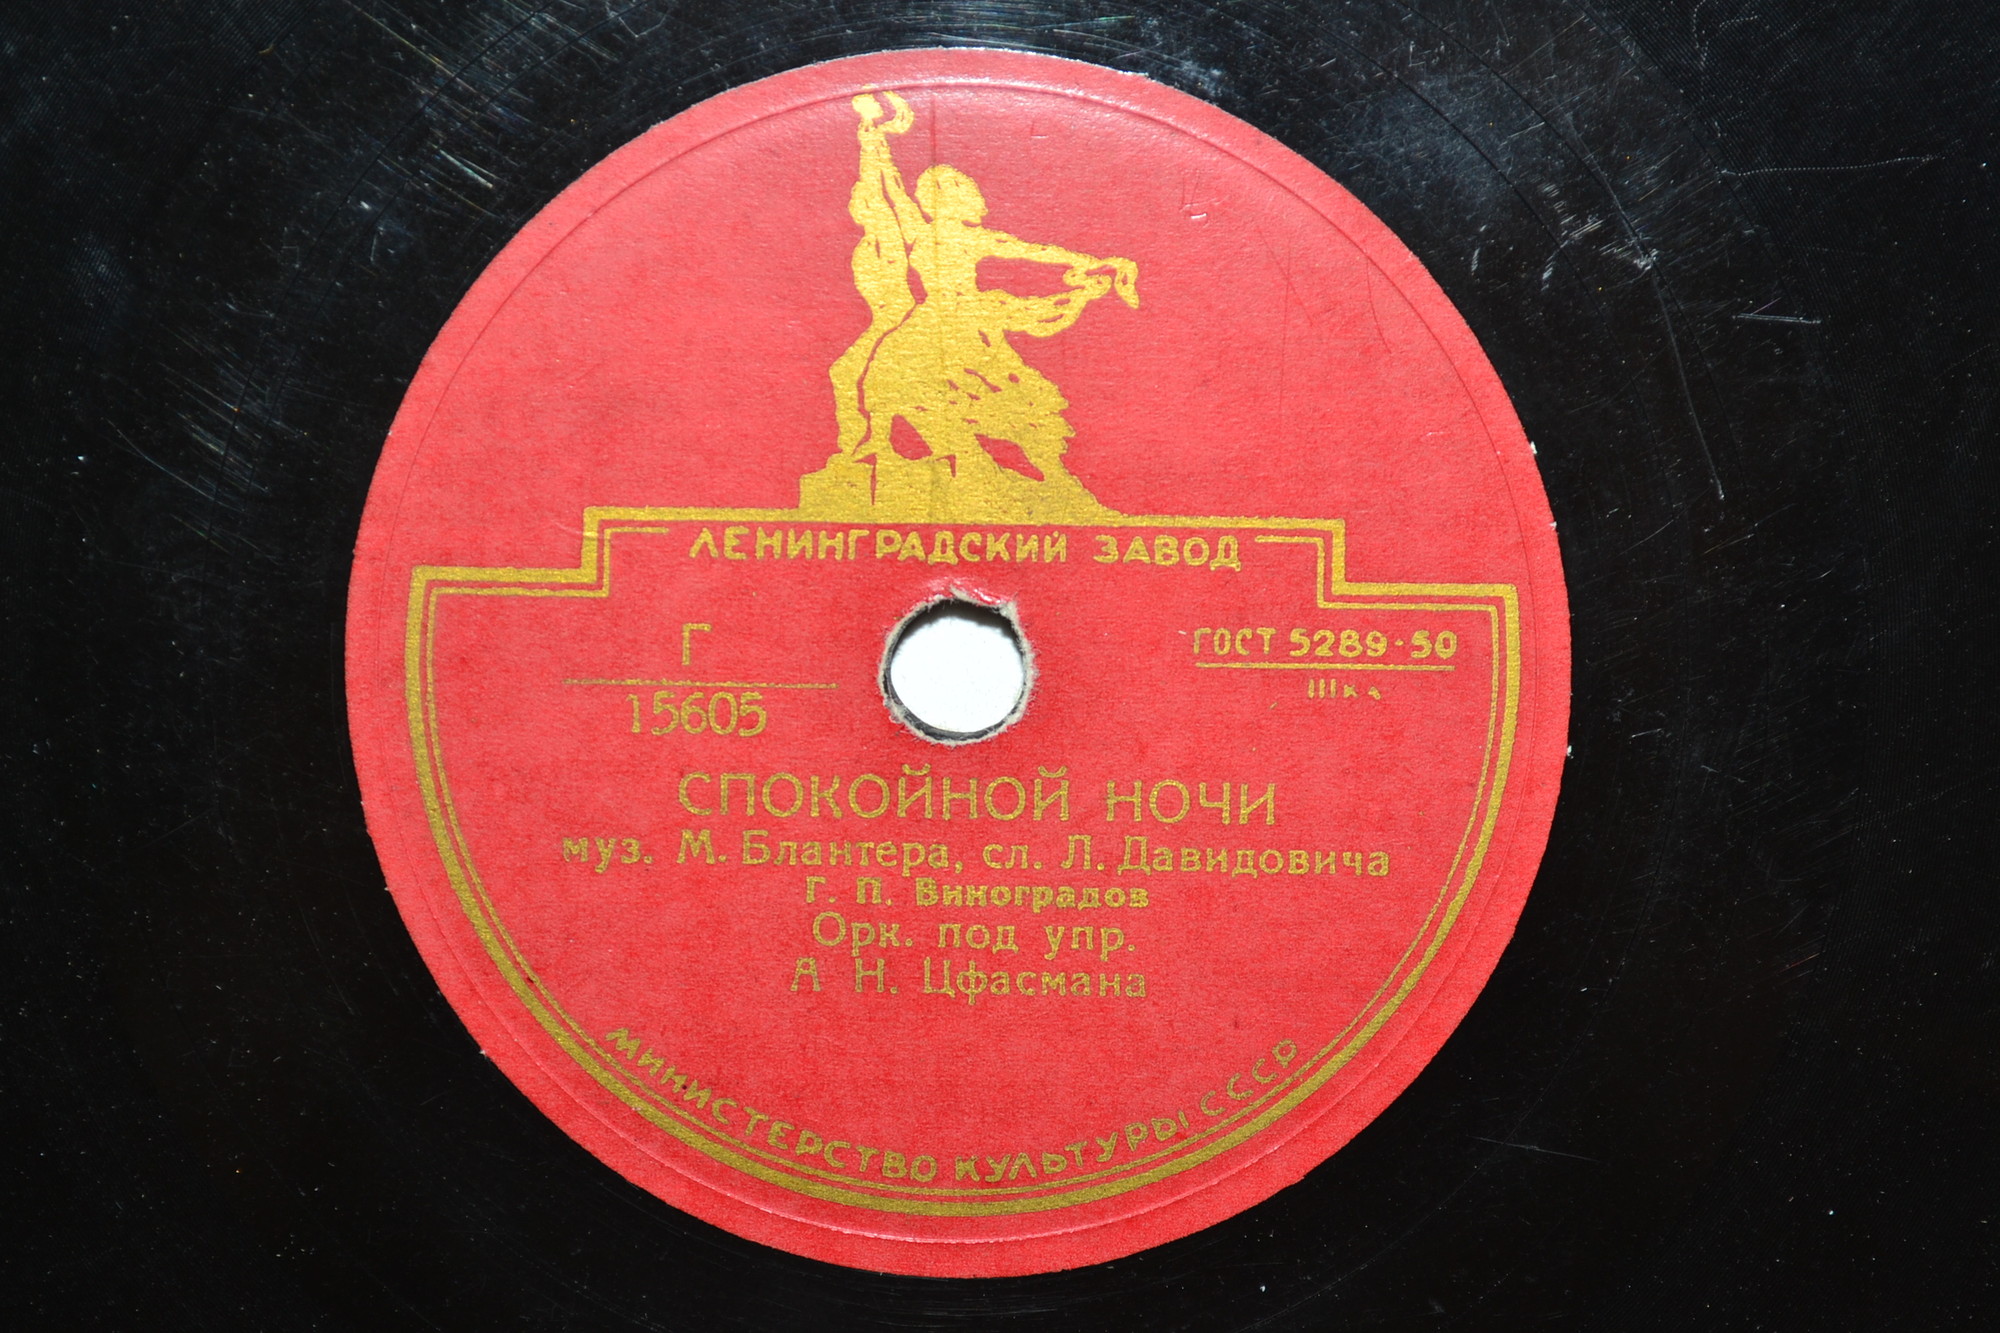 ЛЕНИНГРАДСКИЙ ЗАВОД
Г
15605
ГОСТ 5289-50
IIIк
СПОКОЙНОЙ НОЧИ
муз. М. Блантера, сл. Л. Давидовича
Г. П. Виноградов
Орк. под упр.
А Н. Цфасмана
МИНИСТЕРСТВО КУЛЬТУРЫ СССР